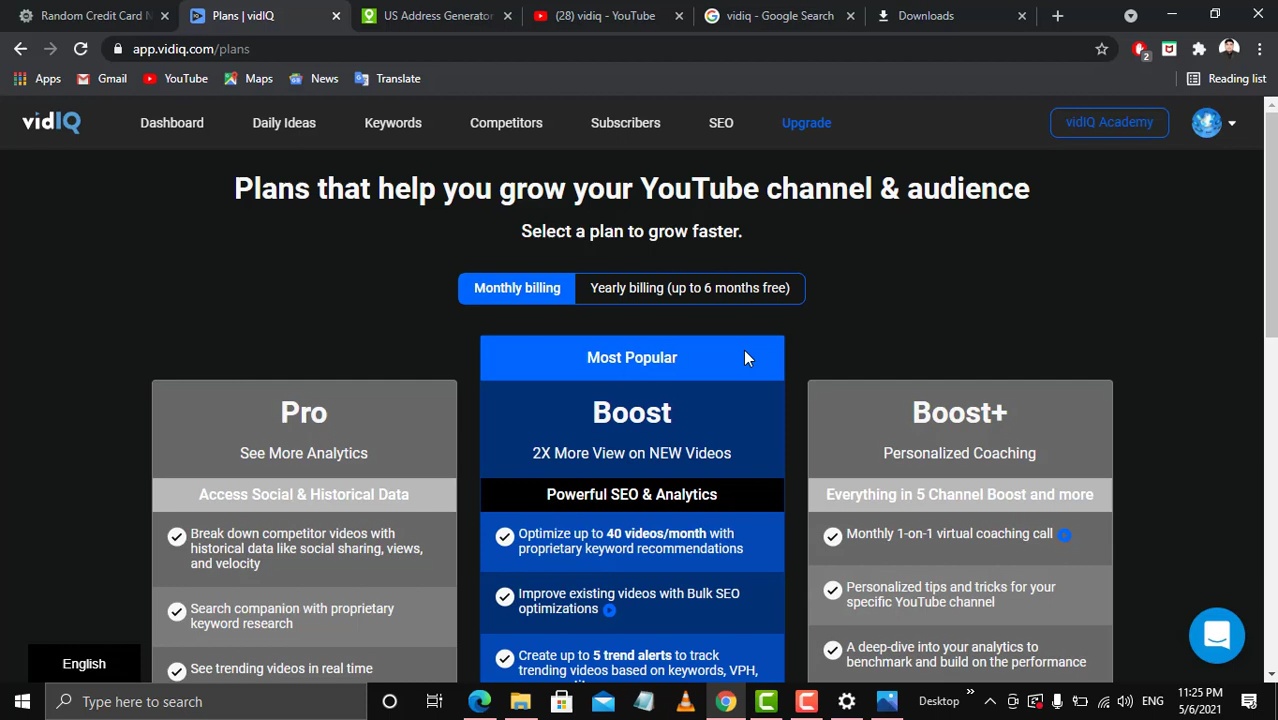 Random Credit Card N
Plans | vidIQ
US Address Generator
(28) vidiq - YouTube
vidiq - Google Search
Downloads
app.vidiq.com/plans
2
Apps
Gmail
YouTube
Maps
News
Translate
Reading list
vidIQ
Dashboard
Daily Ideas
Keywords
Competitors
Subscribers
SEO
Upgrade
vidIQ Academy
Plans that help you grow your YouTube channel & audience
Select a plan to grow faster.
Monthly billing
Yearly billing (up to 6 months free)
Most Popular
Pro
See More Analytics
Access Social & Historical Data
Break down competitor videos with
historical data like social sharing, views,
and velocity
Search companion with proprietary
keyword research
See trending videos in real time
Boost
2X More View on NEW Videos
Powerful SEO & Analytics
Optimize up to 40 videos/month with
proprietary keyword recommendations
Improve existing videos with Bulk SEO
optimizations
Create up to 5 trend alerts to track
trending videos based on keywords, VPH,
Boost+
Personalized Coaching
Everything in 5 Channel Boost and more
Monthly 1-on-1 virtual coaching call
Personalized tips and tricks for your
specific YouTube channel
A deep-dive into your analytics to
benchmark and build on the performance
English
Type here to search
Desktop
ENG
11:25 PM
5/6/2021